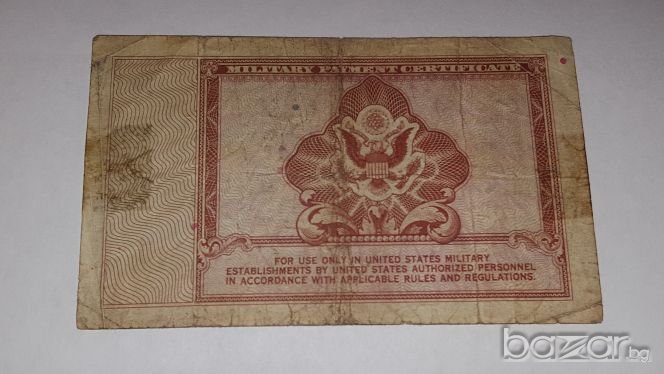 MILITARY PAYMENT CERTIFICATE
FOR USE ONLY IN UNITED STATES MILITARY
ESTABLISHMENTS BY UNITED STATES AUTHORIZED PERSONNEL
IN ACCORDANCE WITH APPLICABLE RULES AND REGULATIONS.
bazar.bg